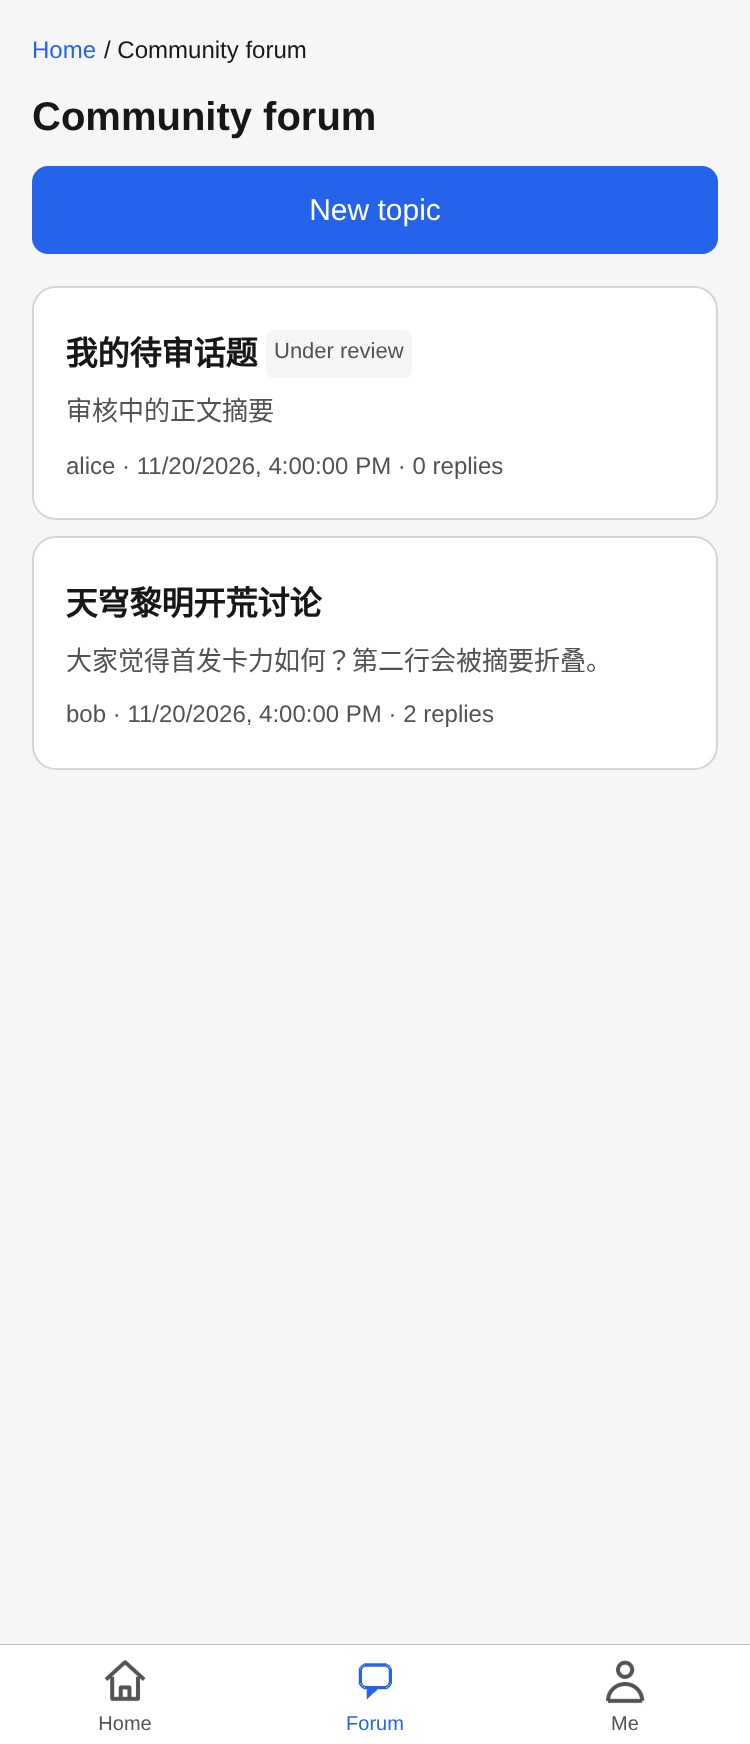 Home / Community forum
Community forum
New topic
我的待审话题 Under review
审核中的正文摘要
alice · 11/20/2026, 4:00:00 PM · 0 replies
天穹黎明开荒讨论
大家觉得首发卡力如何？第二行会被摘要折叠。
bob · 11/20/2026, 4:00:00 PM · 2 replies
Home Forum Me